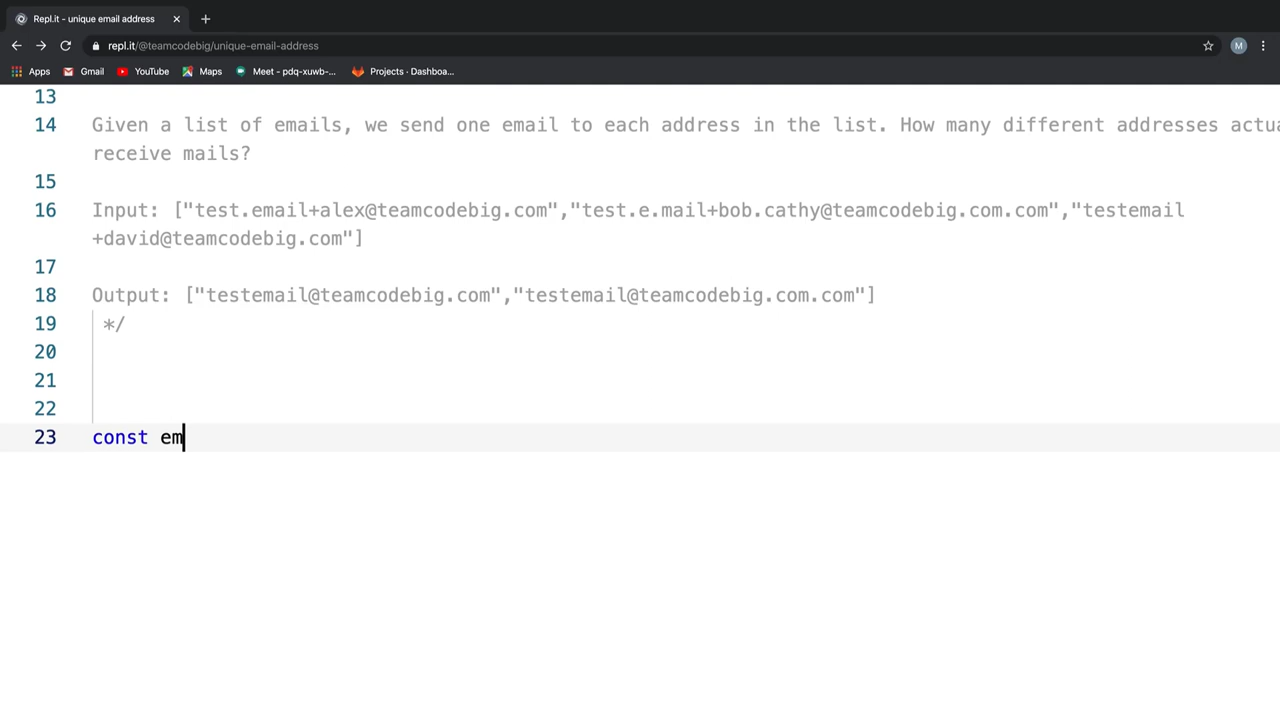 Repl.it - unique email address
repl.it/@teamcodebig/unique-email-address
M
Apps Gmail YouTube Maps Meet - pdq-xuwb-... Projects · Dashboa...
13
14 Given a list of emails, we send one email to each address in the list. How many different addresses actua
receive mails?
15
16 Input: ["test.email+alex@teamcodebig.com","test.e.mail+bob.cathy@teamcodebig.com.com","testemail
+david@teamcodebig.com"]
17
18 Output: ["testemail@teamcodebig.com","testemail@teamcodebig.com.com"]
19 */
20
21
22
23 const em